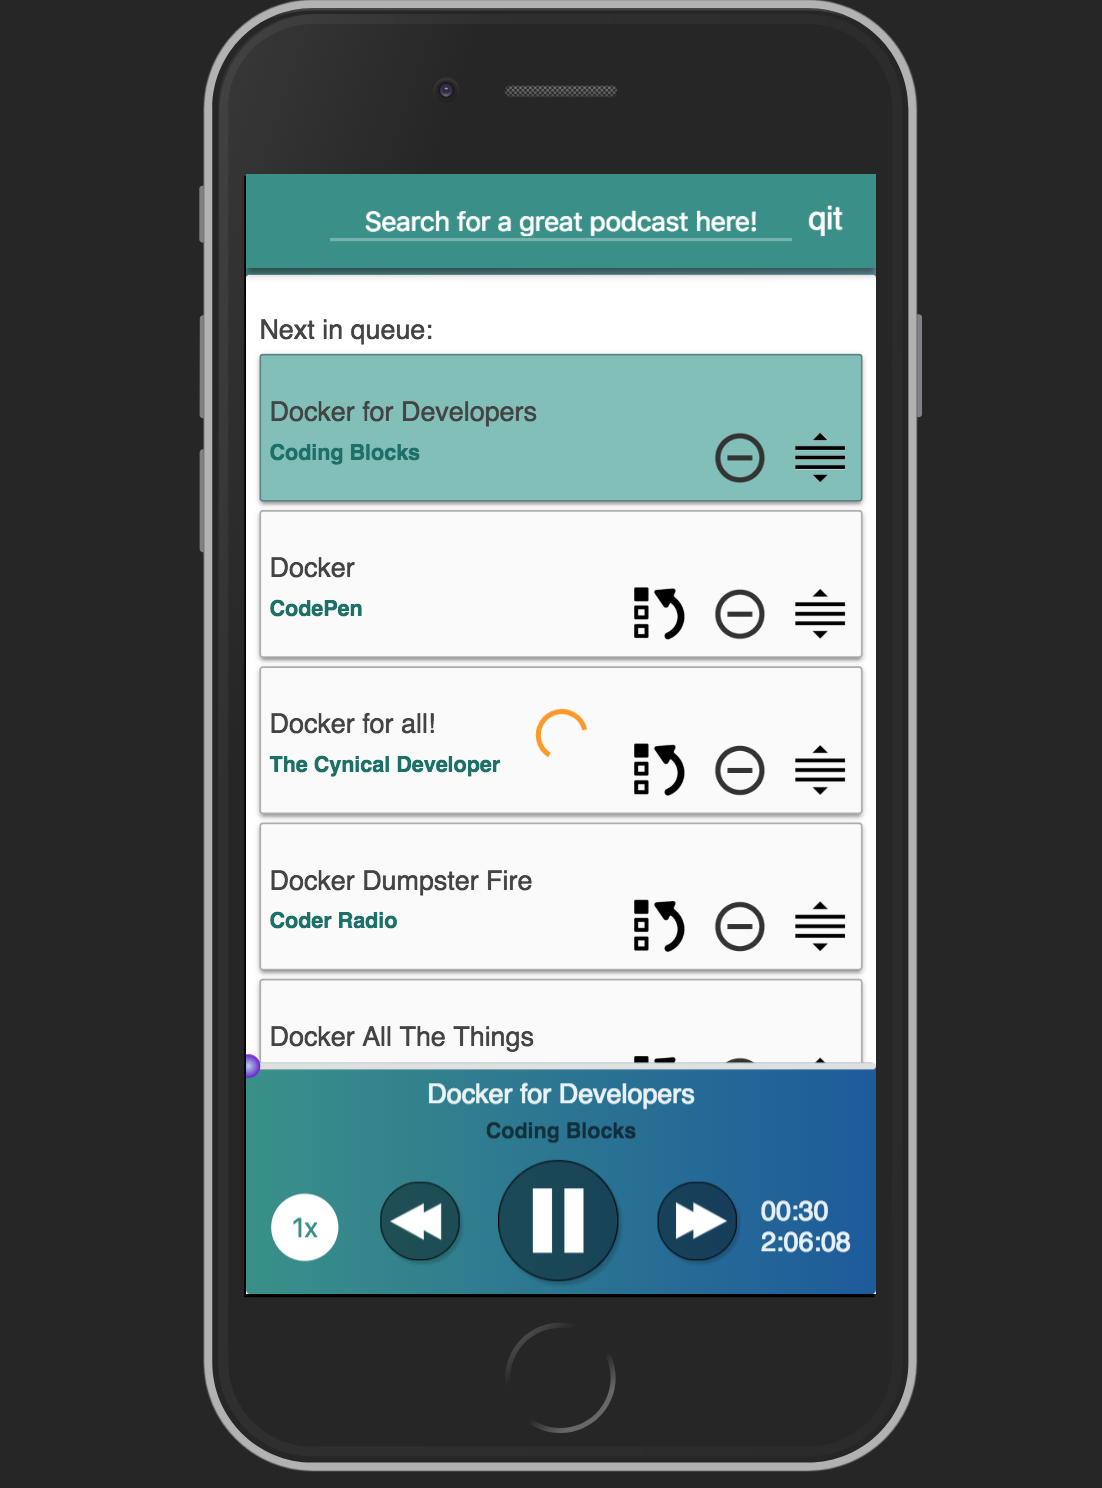 Search for a great podcast here!
qit
Next in queue:
Docker for Developers
Coding Blocks
Docker
CodePen
Docker for all!
The Cynical Developer
Docker Dumpster Fire
Coder Radio
Docker All The Things
Docker for Developers
Coding Blocks
1x
00:30
2:06:08